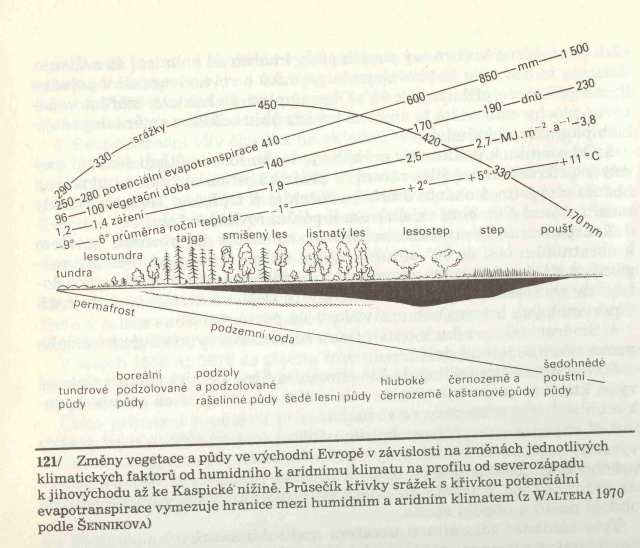 290 330 srážky 450 600 850 mm 1 500
250–280 potenciální evapotranspirace 410 420 330 170 mm
96 100 vegetační doba 140 170 190 dnů 230
1,2 1,4 záření 1,9 2,5 2,7 MJ . m⁻² . a⁻¹ 3,8
–9° –6° průměrná roční teplota –1° +2° +5° +11 °C
tundra lesotundra tajga smíšený les listnatý les lesostep step poušť
permafrost
podzemní voda
tundrové půdy
boreální podzolované půdy
podzoly a podzolované rašelinné půdy
šedé lesní půdy
hluboké černozemě
černozemě a kaštanové půdy
šedohnědé pouštní půdy
121/ Změny vegetace a půdy ve východní Evropě v závislosti na změnách jednotlivých
klimatických faktorů od humidního k aridnímu klimatu na profilu od severozápadu
k jihovýchodu až ke Kaspické nížině. Průsečík křivky srážek s křivkou potenciální
evapotranspirace vymezuje hranice mezi humidním a aridním klimatem (z WALTERA 1970
podle ŠENNIKOVA)